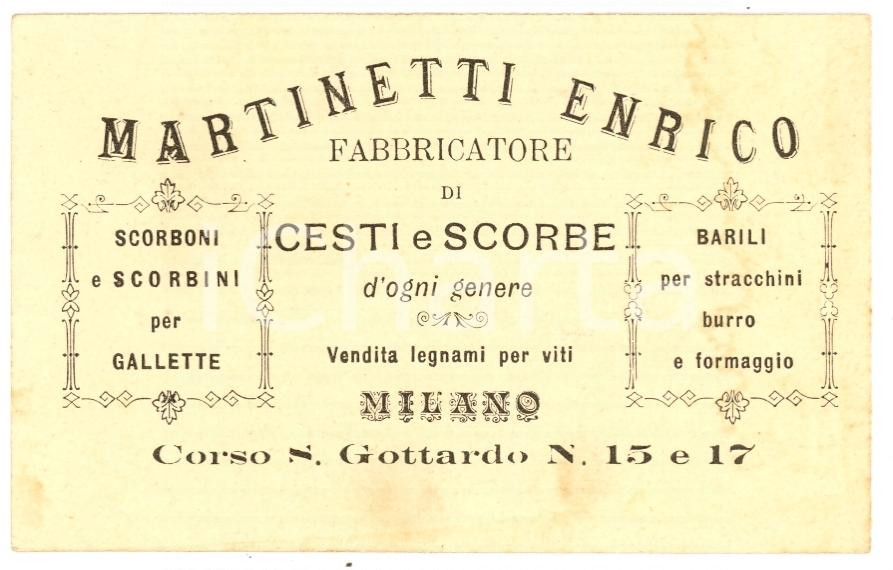 MARTINETTI ENRICO
FABBRICATORE
DI
CESTI e SCORBE
d'ogni genere
Vendita legnami per viti
MILANO
Corso S. Gottardo N. 15 e 17
SCORBONI
e SCORBINI
per
GALLETTE
BARILI
per stracchini
burro
e formaggio
iCharta